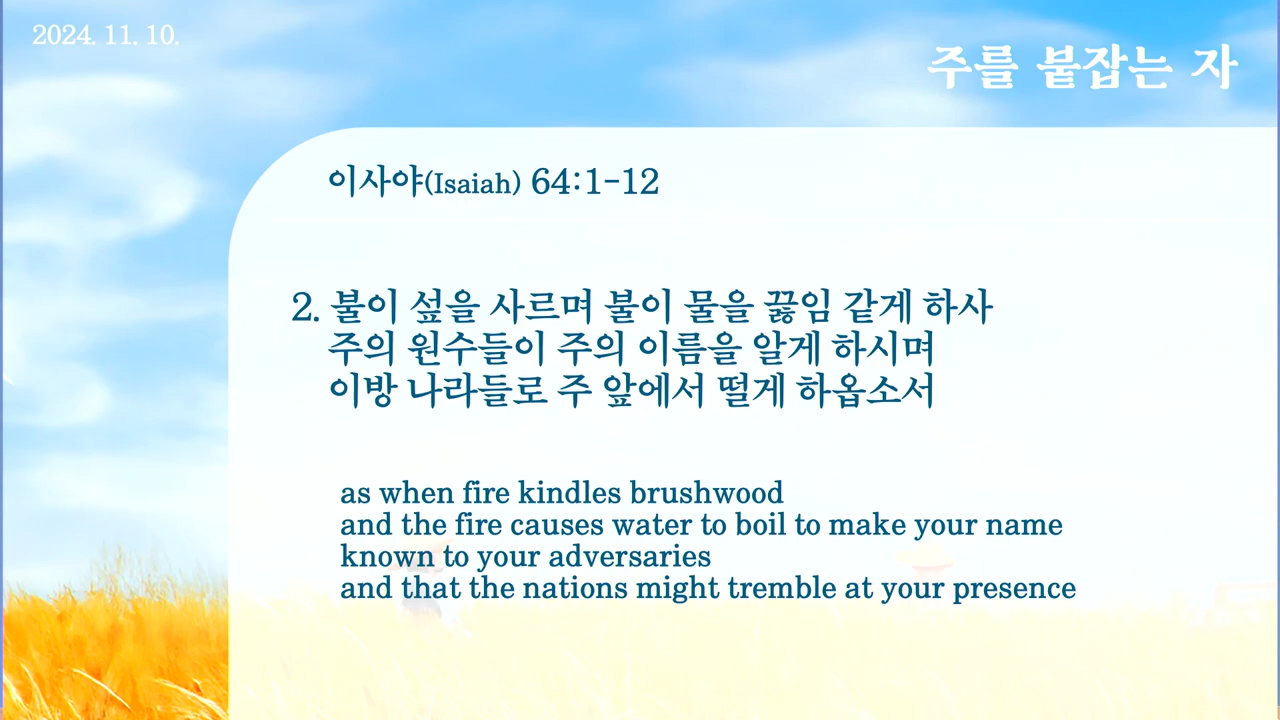 2024. 11. 10.
주를 붙잡는 자
이사야(Isaiah) 64:1-12
2. 불이 섶을 사르며 불이 물을 끓임 같게 하사
주의 원수들이 주의 이름을 알게 하시며
이방 나라들로 주 앞에서 떨게 하옵소서
as when fire kindles brushwood
and the fire causes water to boil to make your name
known to your adversaries
and that the nations might tremble at your presence